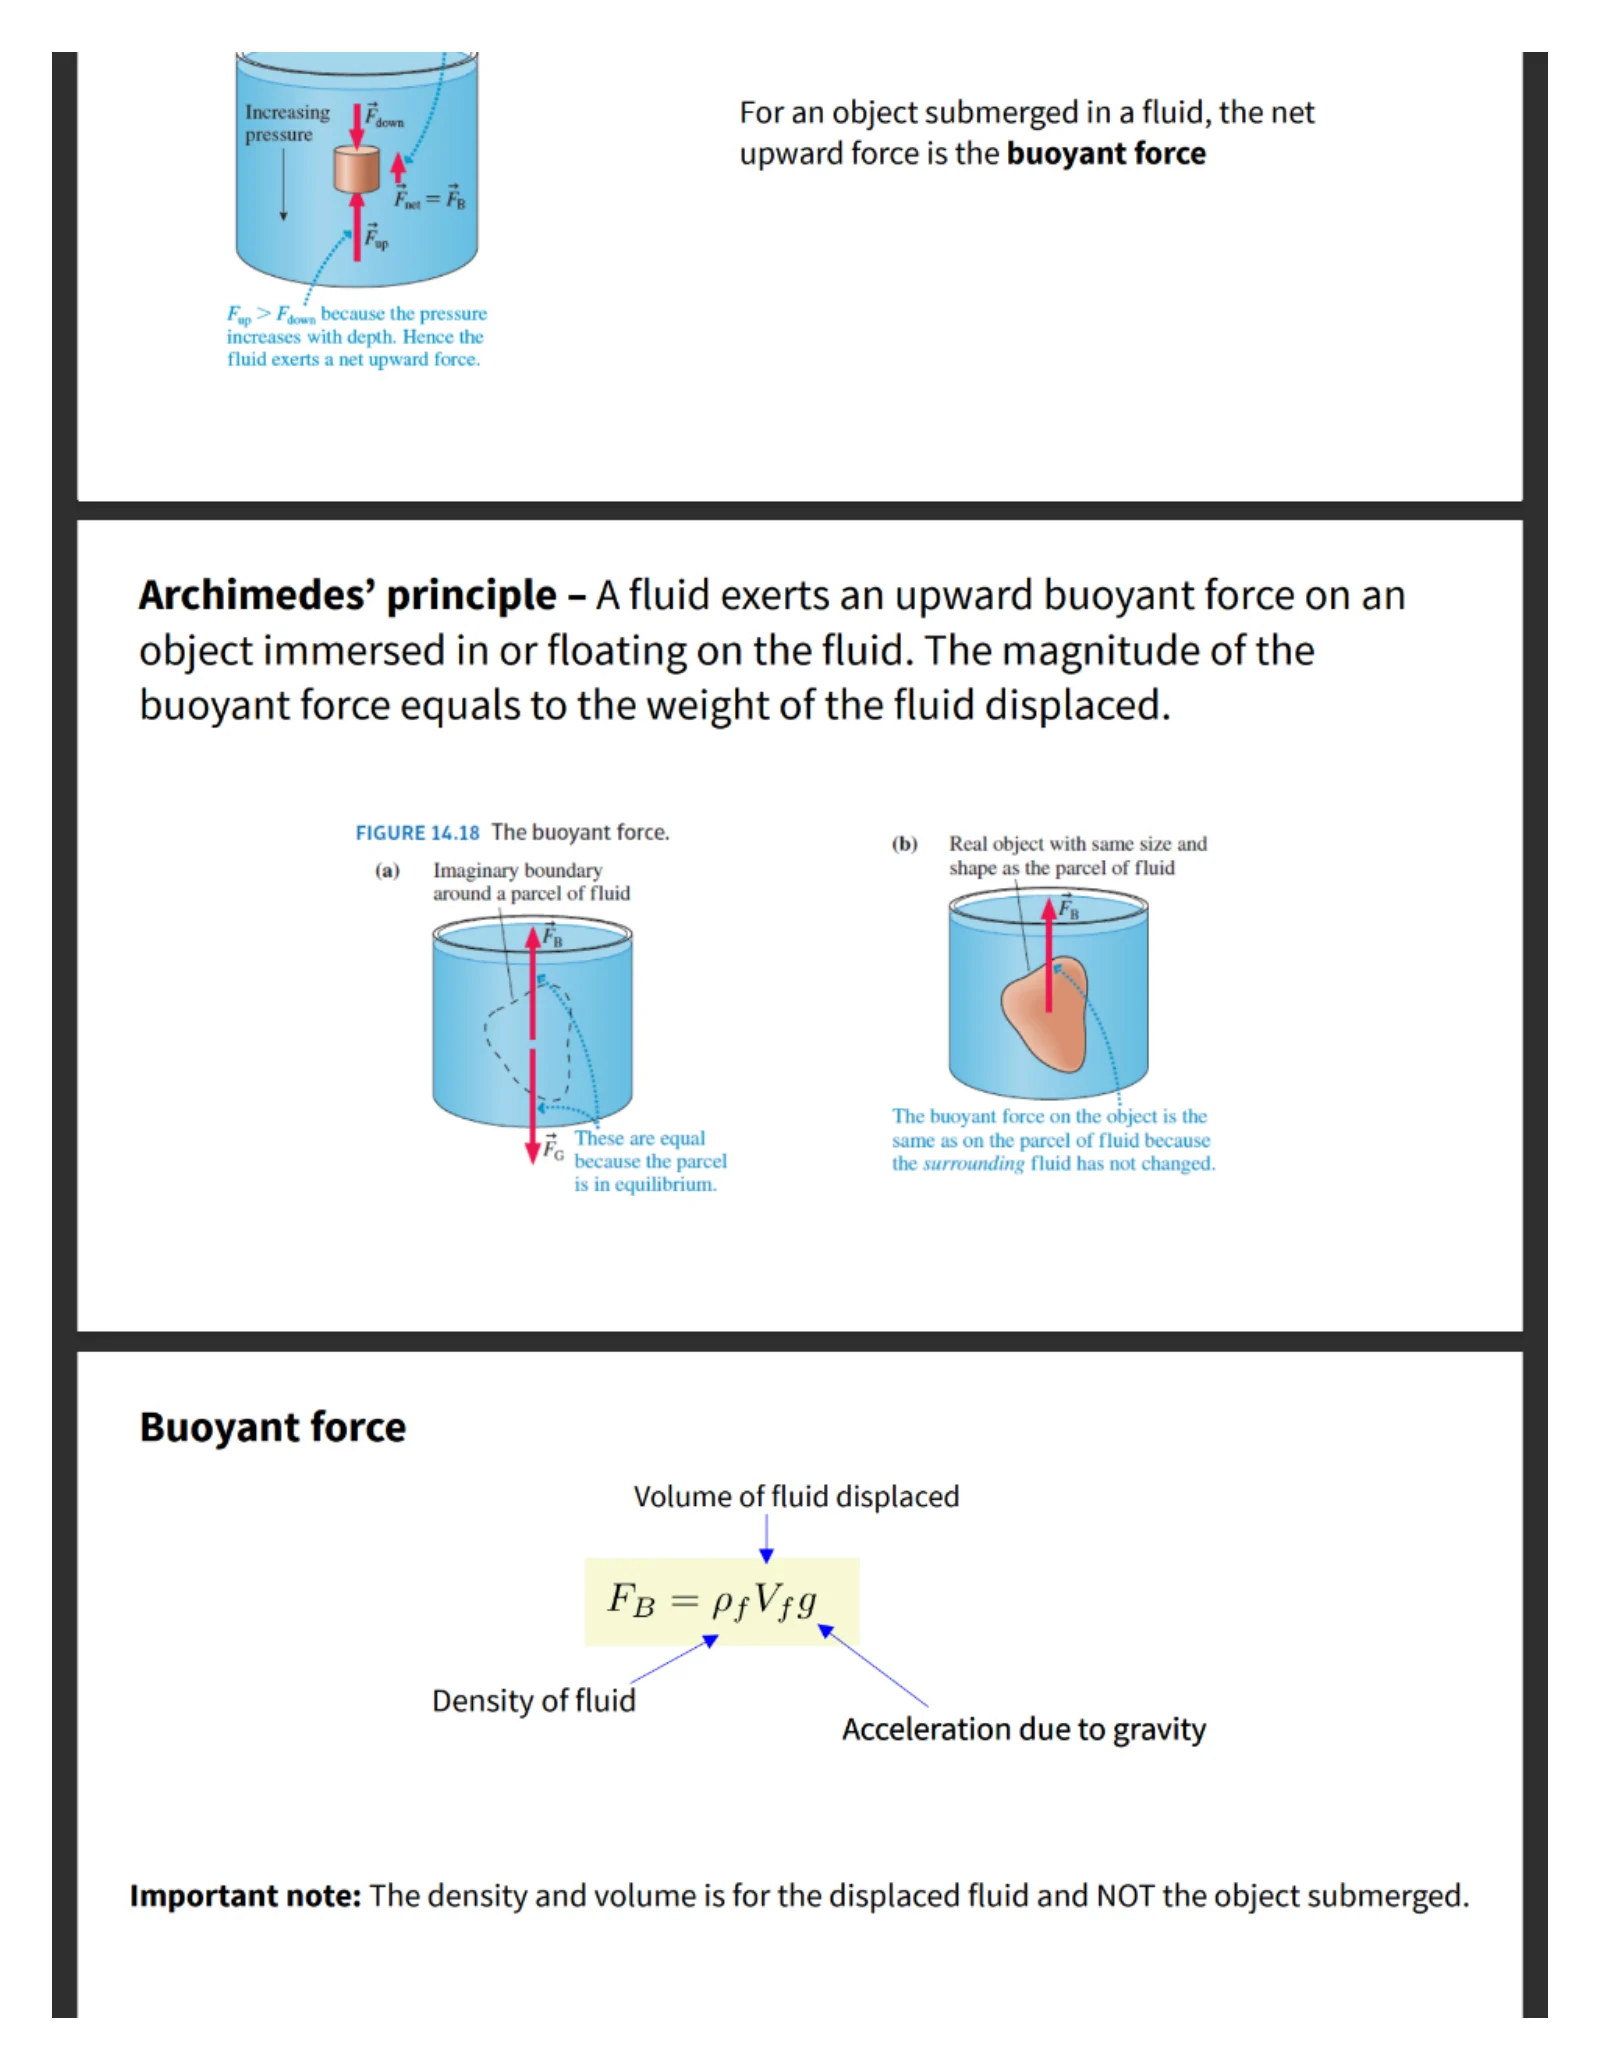 Increasing
pressure
F⃗down
F⃗net = F⃗B
F⃗up
Fup > Fdown because the pressure
increases with depth. Hence the
fluid exerts a net upward force.
For an object submerged in a fluid, the net
upward force is the buoyant force
Archimedes’ principle – A fluid exerts an upward buoyant force on an
object immersed in or floating on the fluid. The magnitude of the
buoyant force equals to the weight of the fluid displaced.
FIGURE 14.18 The buoyant force.
(a) Imaginary boundary
around a parcel of fluid
F⃗B
F⃗G
These are equal
because the parcel
is in equilibrium.
(b) Real object with same size and
shape as the parcel of fluid
F⃗B
The buoyant force on the object is the
same as on the parcel of fluid because
the surrounding fluid has not changed.
Buoyant force
Volume of fluid displaced
F_B = ρ_f V_f g
Density of fluid
Acceleration due to gravity
Important note: The density and volume is for the displaced fluid and NOT the object submerged.